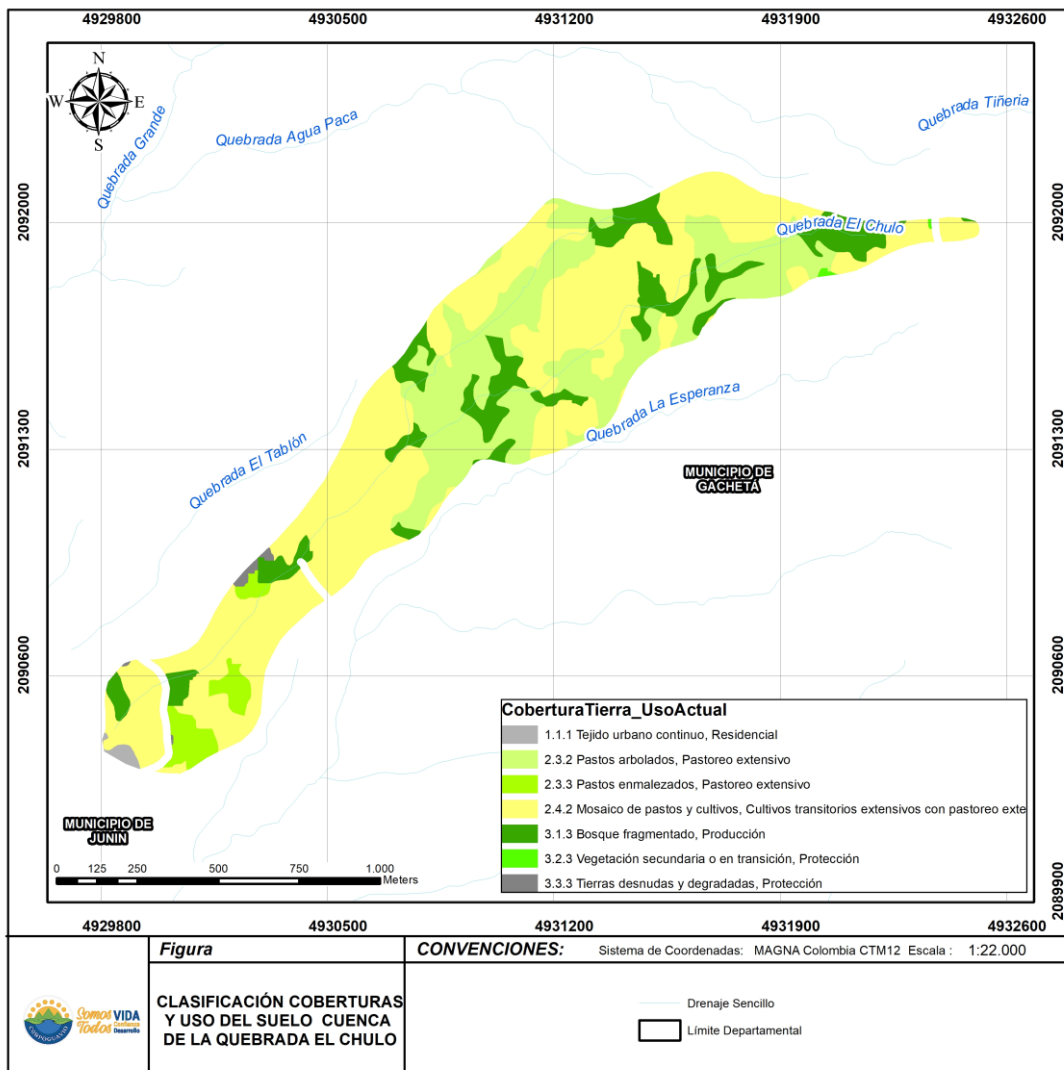 4929800 4930500 4931200 4931900 4932600
N
W E
S
Quebrada Grande
Quebrada Agua Paca
Quebrada Tiñeria
2092000 2092000
Quebrada El Chulo
Quebrada La Esperanza
2091300 2091300
Quebrada El Tablón
MUNICIPIO DE
GACHETÁ
2090600 2090600
CoberturaTierra_UsoActual
1.1.1 Tejido urbano continuo, Residencial
2.3.2 Pastos arbolados, Pastoreo extensivo
2.3.3 Pastos enmalezados, Pastoreo extensivo
2.4.2 Mosaico de pastos y cultivos, Cultivos transitorios extensivos con pastoreo exte
3.1.3 Bosque fragmentado, Producción
3.2.3 Vegetación secundaria o en transición, Protección
3.3.3 Tierras desnudas y degradadas, Protección
MUNICIPIO DE
JUNIN
0 125 250 500 750 1.000
Meters
2089900
4929800 4930500 4931200 4931900 4932600
Figura
CONVENCIONES: Sistema de Coordenadas: MAGNA Colombia CTM12 Escala : 1:22.000
CORPOGUAVIO
Somos VIDA
Todos Confianza
Desarrollo
CLASIFICACIÓN COBERTURAS
Y USO DEL SUELO CUENCA
DE LA QUEBRADA EL CHULO
Drenaje Sencillo
Límite Departamental